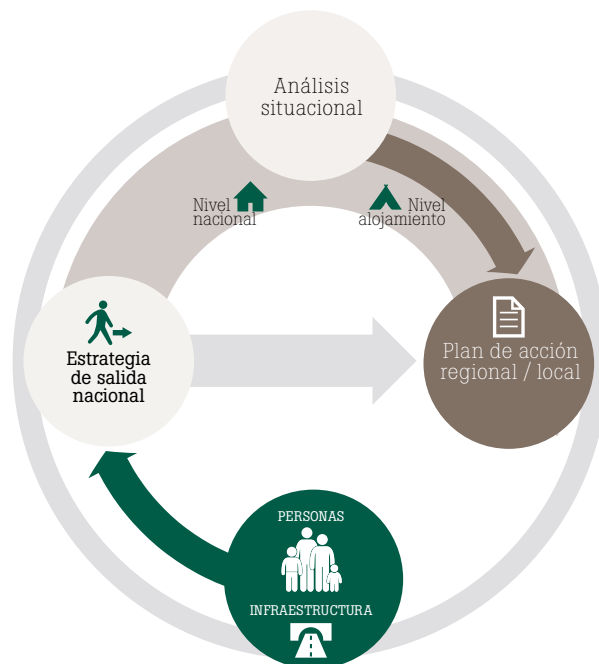 Análisis
situacional
Nivel
nacional
Nivel
alojamiento
Estrategia
de salida
nacional
Plan de acción
regional / local
PERSONAS
INFRAESTRUCTURA